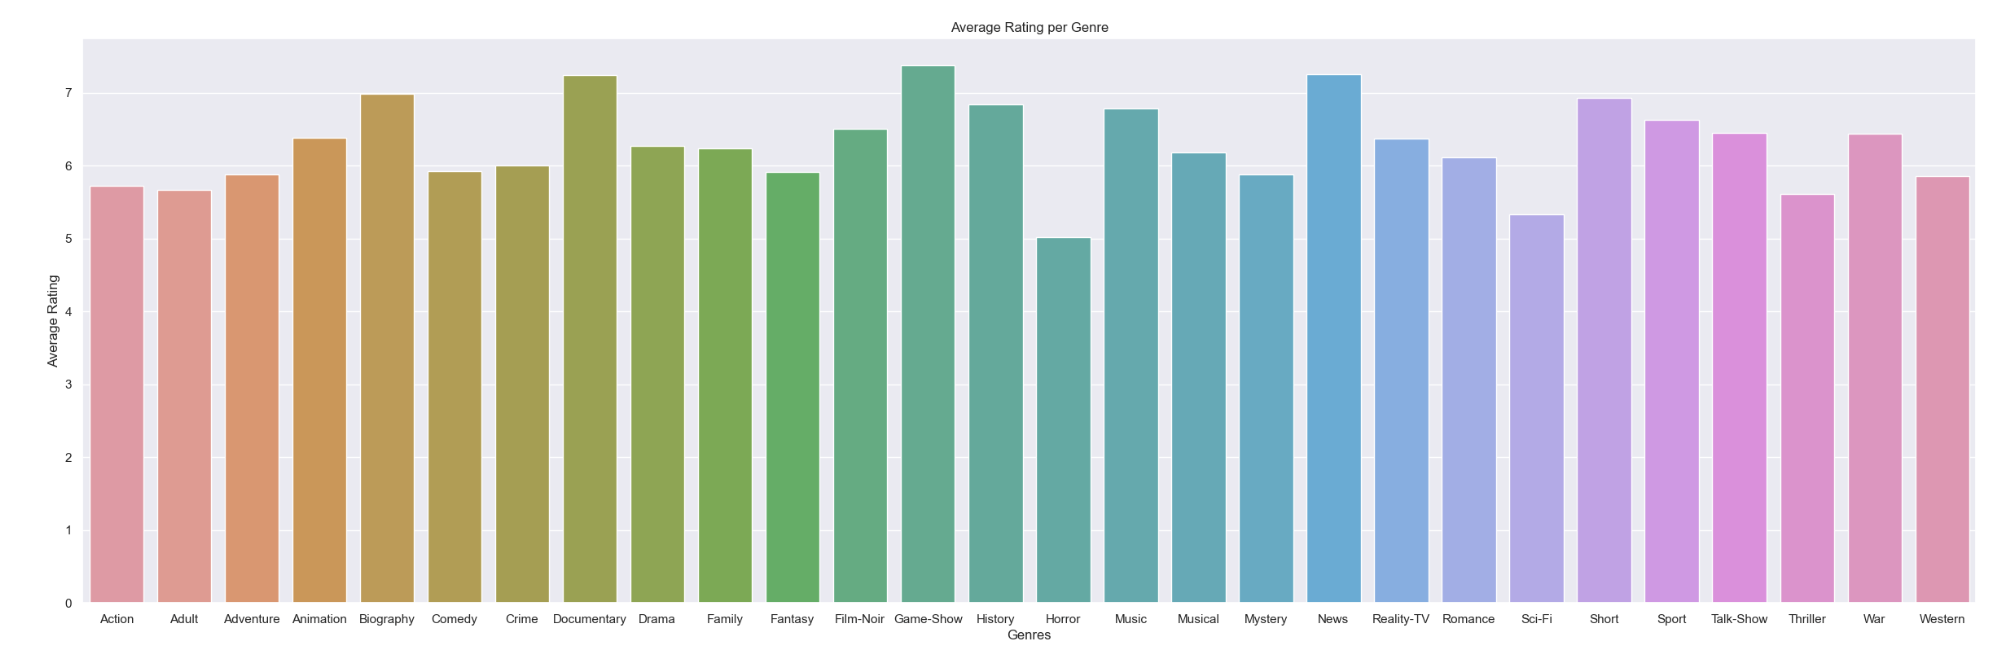 Average Rating per Genre
Average Rating
7
6
5
4
3
2
1
0
Action Adult Adventure Animation Biography Comedy Crime Documentary Drama Family Fantasy Film-Noir Game-Show History Horror Music Musical Mystery News Reality-TV Romance Sci-Fi Short Sport Talk-Show Thriller War Western
Genres